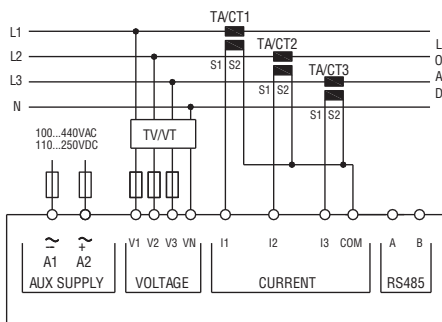 TA/CT1
L1
TA/CT2
L2
S1 S2
L
O
A
D
TA/CT3
L3
S1 S2
N
S1 S2
100...440VAC
110...250VDC
TV/VT
~ ~
– +
V1 V2 V3 VN I1 I2 I3 COM A B
A1 A2
AUX SUPPLY VOLTAGE CURRENT RS485